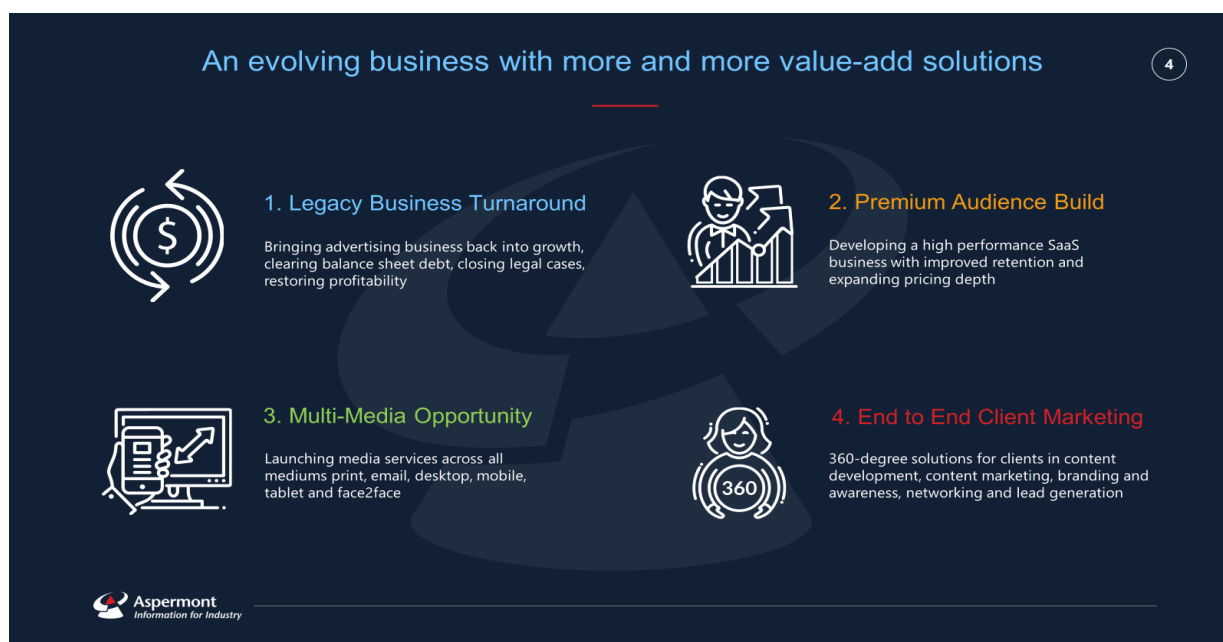 An evolving business with more and more value-add solutions
4
1. Legacy Business Turnaround
Bringing advertising business back into growth,
clearing balance sheet debt, closing legal cases,
restoring profitability
$
2. Premium Audience Build
Developing a high performance SaaS
business with improved retention and
expanding pricing depth
3. Multi-Media Opportunity
Launching media services across all
mediums print, email, desktop, mobile,
tablet and face2face
4. End to End Client Marketing
360-degree solutions for clients in content
development, content marketing, branding and
awareness, networking and lead generation
360
Aspermont
Information for Industry